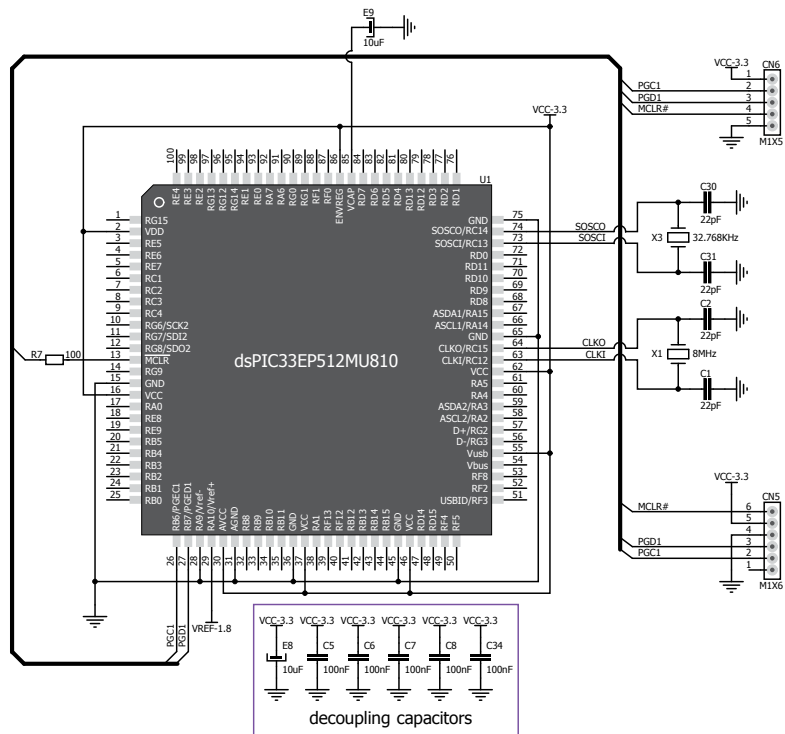 E9
10uF
VCC-3.3
CN6
VCC-3.3
1
PGC1 2
PGD1 3
MCLR# 4
5
M1X5
100 99 98 97 96 95 94 93 92 91 90 89 88 87 86 85 84 83 82 81 80 79 78 77 76
U1
RE4 RE3 RE2 RG13 RG12 RG14 RE1 RE0 RA7 RA6 RG0 RG1 RF1 RF0 ENVREG VCAP RD7 RD6 RD5 RD4 RD13 RD12 RD3 RD2 RD1
1 RG15
2 VDD
3 RE5
4 RE6
5 RE7
6 RC1
7 RC2
8 RC3
9 RC4
10 RG6/SCK2
11 RG7/SDI2
12 RG8/SDO2
R7 100 13 MCLR
14 RG9
15 GND
16 VCC
17 RA0
18 RE8
19 RE9
20 RB5
21 RB4
22 RB3
23 RB2
24 RB1
25 RB0
dsPIC33EP512MU810
GND 75
SOSCO/RC14 74 SOSCO
SOSCI/RC13 73 SOSCI
RD0 72
RD11 71
RD10 70
RD9 69
RD8 68
ASDA1/RA15 67
ASCL1/RA14 66
GND 65
CLKO/RC15 64 CLKO
CLKI/RC12 63 CLKI
VCC 62
RA5 61
RA4 60
ASDA2/RA3 59
ASCL2/RA2 58
D+/RG2 57
D-/RG3 56
Vusb 55
Vbus 54
RF8 53
RF2 52
USBID/RF3 51
C30
22pF
X3 32.768KHz
C31
22pF
C2
22pF
X1 8MHz
C1
22pF
RB6/PGEC1 RB7/PGED1 RA9/Vref- RA10/Vref+ AVCC AGND RB8 RB9 RB10 RB11 GND VCC RA1 RF13 RF12 RB12 RB13 RB14 RB15 GND VCC RD14 RD15 RF4 RF5
26 27 28 29 30 31 32 33 34 35 36 37 38 39 40 41 42 43 44 45 46 47 48 49 50
PGC1
PGD1
VREF-1.8
CN5
VCC-3.3
MCLR# 6
5
4
PGD1 3
PGC1 2
1
M1X6
VCC-3.3 VCC-3.3 VCC-3.3 VCC-3.3 VCC-3.3 VCC-3.3
E8 C5 C6 C7 C8 C34
10uF 100nF 100nF 100nF 100nF 100nF
decoupling capacitors